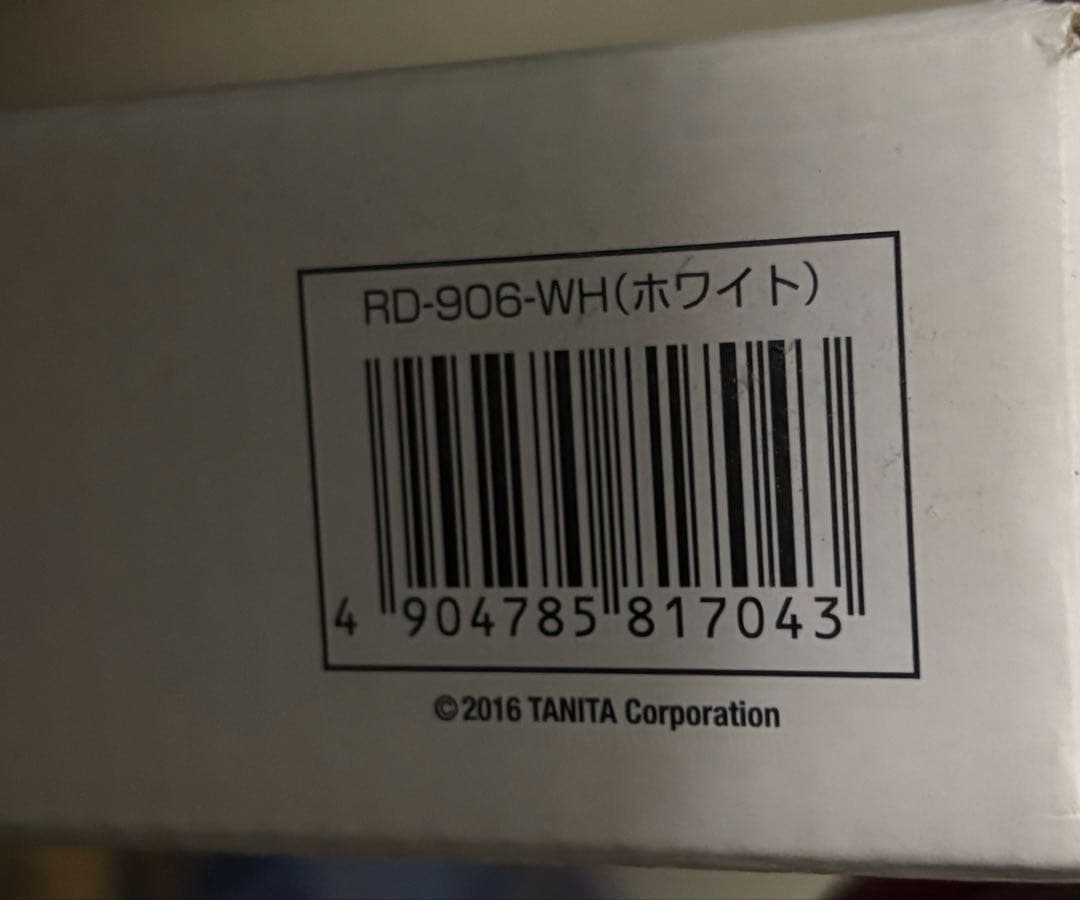 RD-906-WH(ホワイト)
4 904785 817043
©2016 TANITA Corporation